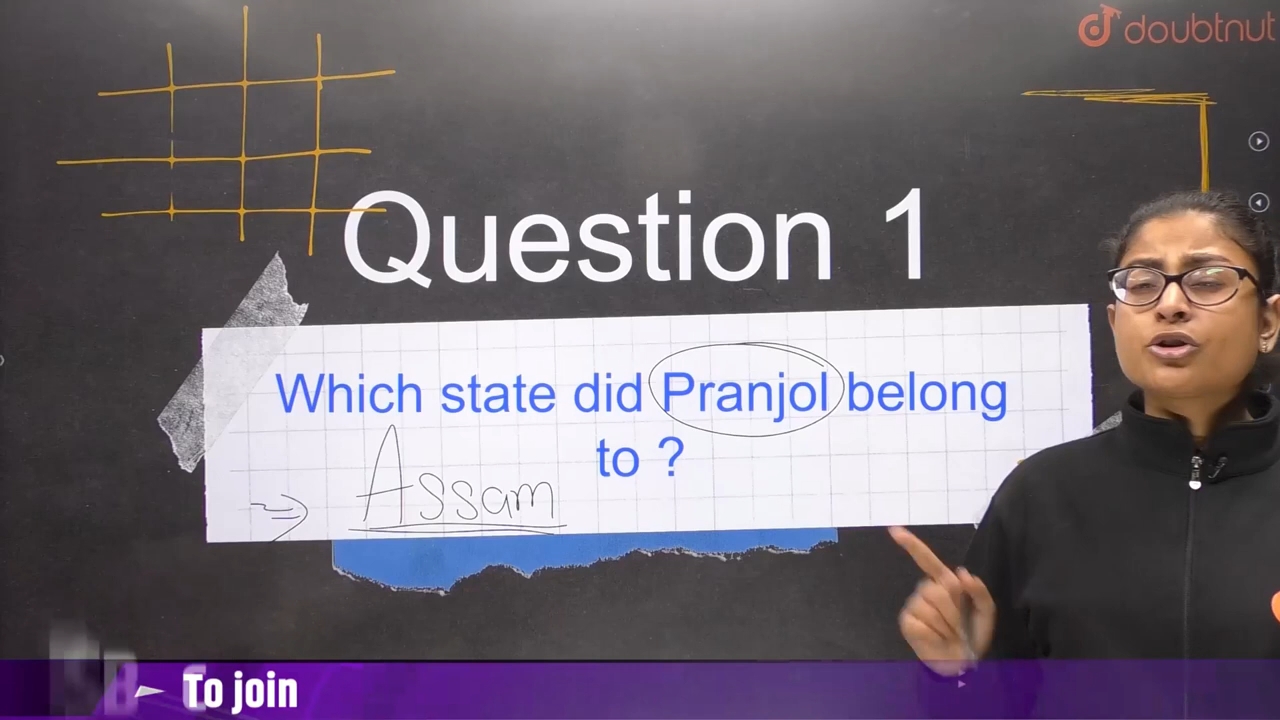 doubtnut
Question 1
Which state did Pranjol belong
to ?
Assam
To join